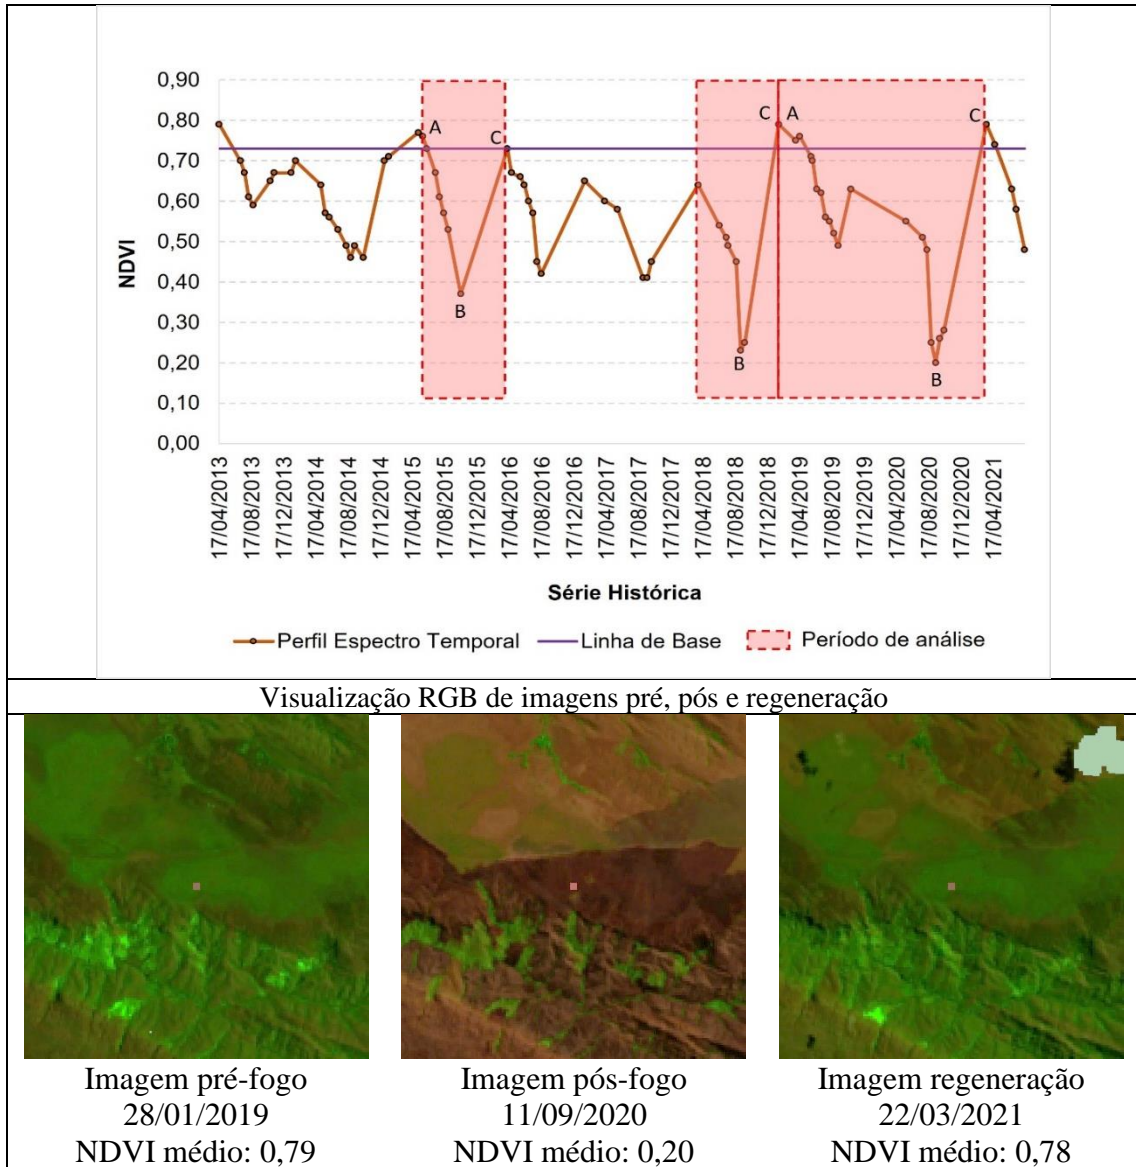 0,90
0,80
0,70
0,60
0,50
0,40
0,30
0,20
0,10
0,00
NDVI
A
C
B
C
A
C
B
B
17/04/2013
17/08/2013
17/12/2013
17/04/2014
17/08/2014
17/12/2014
17/04/2015
17/08/2015
17/12/2015
17/04/2016
17/08/2016
17/12/2016
17/04/2017
17/08/2017
17/12/2017
17/04/2018
17/08/2018
17/12/2018
17/04/2019
17/08/2019
17/12/2019
17/04/2020
17/08/2020
17/12/2020
17/04/2021
Série Histórica
Perfil Espectro Temporal
Linha de Base
Período de análise
Visualização RGB de imagens pré, pós e regeneração
Imagem pré-fogo
28/01/2019
NDVI médio: 0,79
Imagem pós-fogo
11/09/2020
NDVI médio: 0,20
Imagem regeneração
22/03/2021
NDVI médio: 0,78